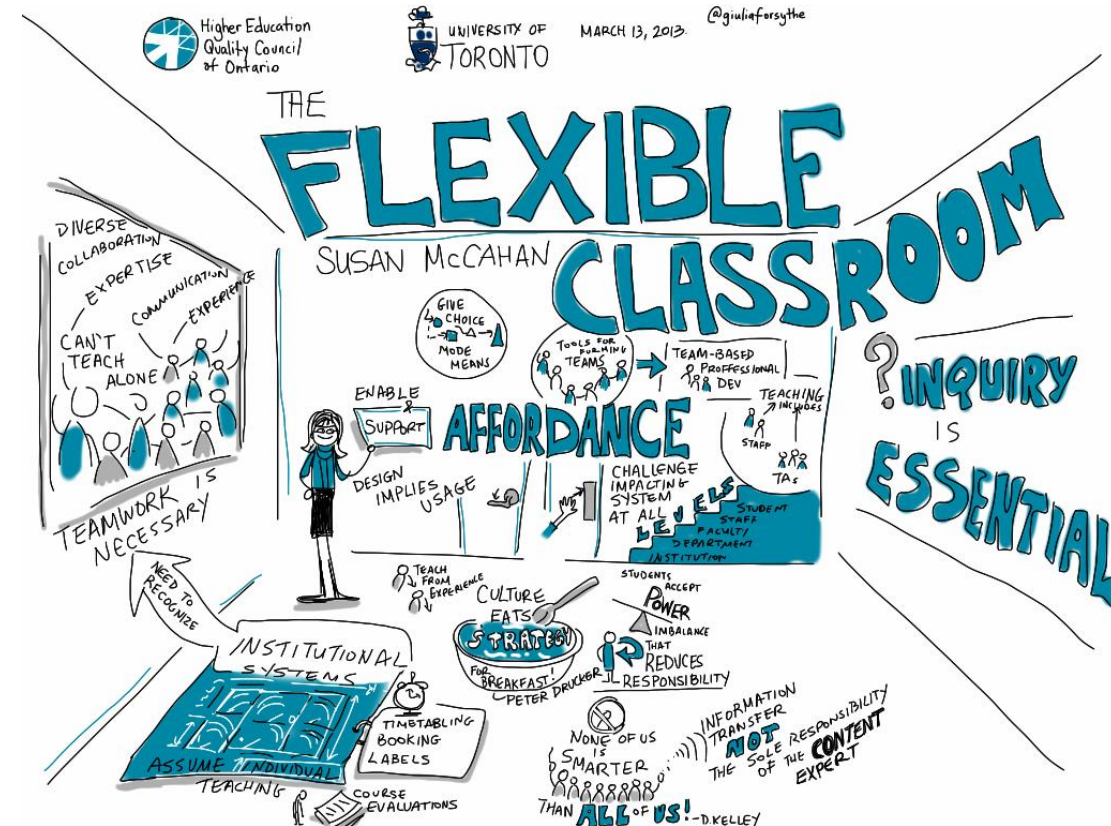 Higher Education
Quality Council
of Ontario
UNIVERSITY OF
TORONTO
MARCH 13, 2013.
@giuliaforsythe
THE
FLEXIBLE
CLASSROOM
SUSAN McCAHAN
DIVERSE
COLLABORATION
EXPERTISE
COMMUNICATION
EXPERIENCE
CAN'T
TEACH
ALONE
TEAMWORK IS
NECESSARY
NEED TO
RECOGNIZE
GIVE
CHOICE
MODE
MEANS
TOOLS FOR
FORMING
TEAMS
TEAM-BASED
PROFFESSIONAL
DEV
TEACHING
INCLUDES
STAFF
TAs
ENABLE
&
SUPPORT
AFFORDANCE
DESIGN
IMPLIES
USAGE
CHALLENGE
IMPACTING
SYSTEM
AT ALL
LEVELS
STUDENT
STAFF
FACULTY
DEPARTMENT
INSTITUTION
? INQUIRY
IS
ESSENTIAL
TEACH
FROM
EXPERIENCE
CULTURE
EATS
STRATEGY
FOR
BREAKFAST!
PETER DRUCKER
STUDENTS
ACCEPT
POWER
IMBALANCE
THAT
REDUCES
RESPONSIBILITY
INSTITUTIONAL
SYSTEMS
TIMETABLING
BOOKING
LABELS
ASSUME INDIVIDUAL
TEACHING
COURSE
EVALUATIONS
NONE OF US
IS
SMARTER
THAN ALL OF US!
-D.KELLEY
INFORMATION
TRANSFER
NOT
THE SOLE RESPONSIBILITY
OF THE CONTENT
EXPERT